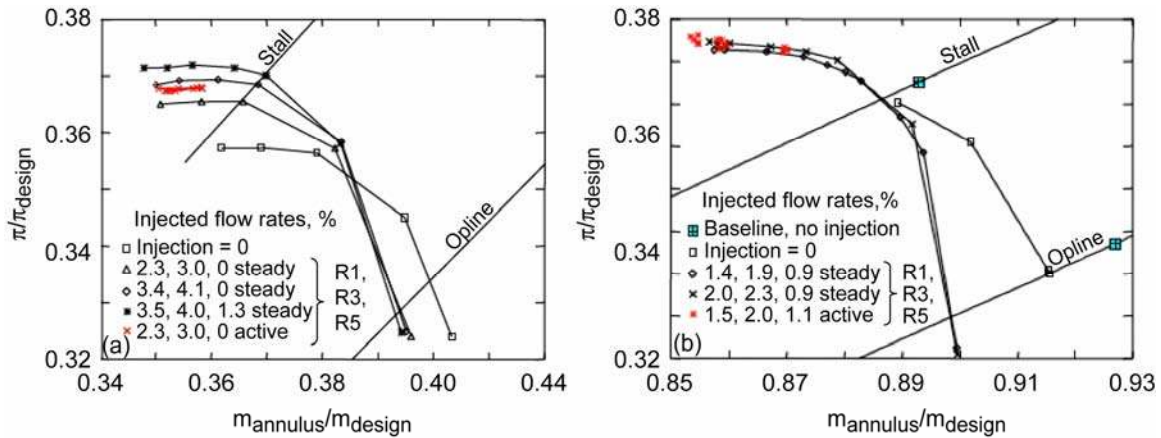 0.38
0.36
0.34
0.32
π/πdesign
Stall
Opline
Injected flow rates, %
Injection = 0
2.3, 3.0, 0 steady
3.4, 4.1, 0 steady
3.5, 4.0, 1.3 steady
2.3, 3.0, 0 active
R1,
R3,
R5
(a)
0.34 0.36 0.38 0.40 0.44
mannulus/mdesign
0.38
0.36
0.34
0.32
π/πdesign
Stall
Opline
Injected flow rates,%
Baseline, no injection
Injection = 0
1.4, 1.9, 0.9 steady
2.0, 2.3, 0.9 steady
1.5, 2.0, 1.1 active
R1,
R3,
R5
(b)
0.85 0.87 0.89 0.91 0.93
mannulus/mdesign